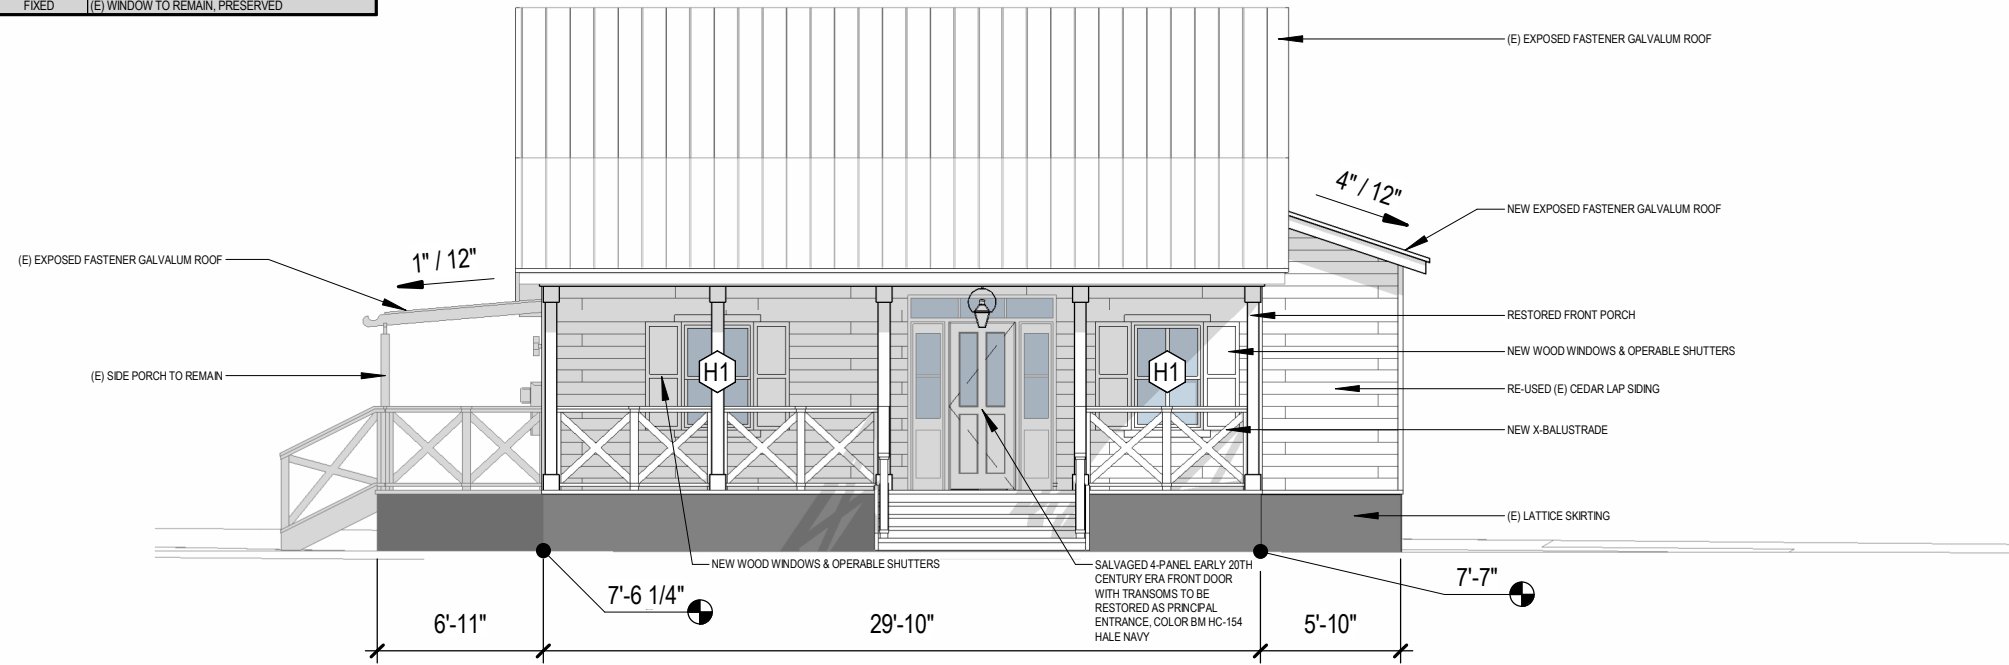 FIXED (E) WINDOW TO REMAIN, PRESERVED
(E) EXPOSED FASTENER GALVALUM ROOF
4" / 12"
NEW EXPOSED FASTENER GALVALUM ROOF
(E) EXPOSED FASTENER GALVALUM ROOF
1" / 12"
RESTORED FRONT PORCH
NEW WOOD WINDOWS & OPERABLE SHUTTERS
(E) SIDE PORCH TO REMAIN
H1
H1
RE-USED (E) CEDAR LAP SIDING
NEW X-BALUSTRADE
(E) LATTICE SKIRTING
NEW WOOD WINDOWS & OPERABLE SHUTTERS
SALVAGED 4-PANEL EARLY 20TH
CENTURY ERA FRONT DOOR
WITH TRANSOMS TO BE
RESTORED AS PRINCIPAL
ENTRANCE, COLOR BM HC-154
HALE NAVY
7'-6 1/4"
7'-7"
6'-11"
29'-10"
5'-10"